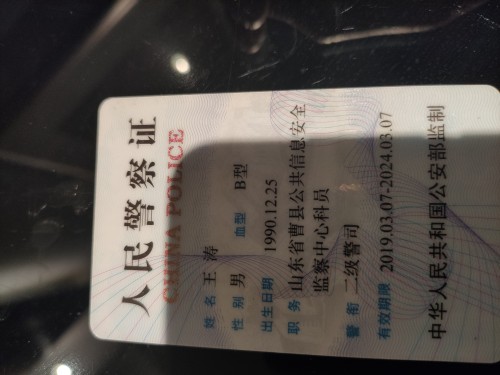 人民警察证
CHINA POLICE
姓名 王涛
性别 男 血型 B型
出生日期 1990.12.25
职务 山东省曹县公共信息安全
监察中心科员
警衔 二级警司
有效期限 2019.03.07-2024.03.07
中华人民共和国公安部监制